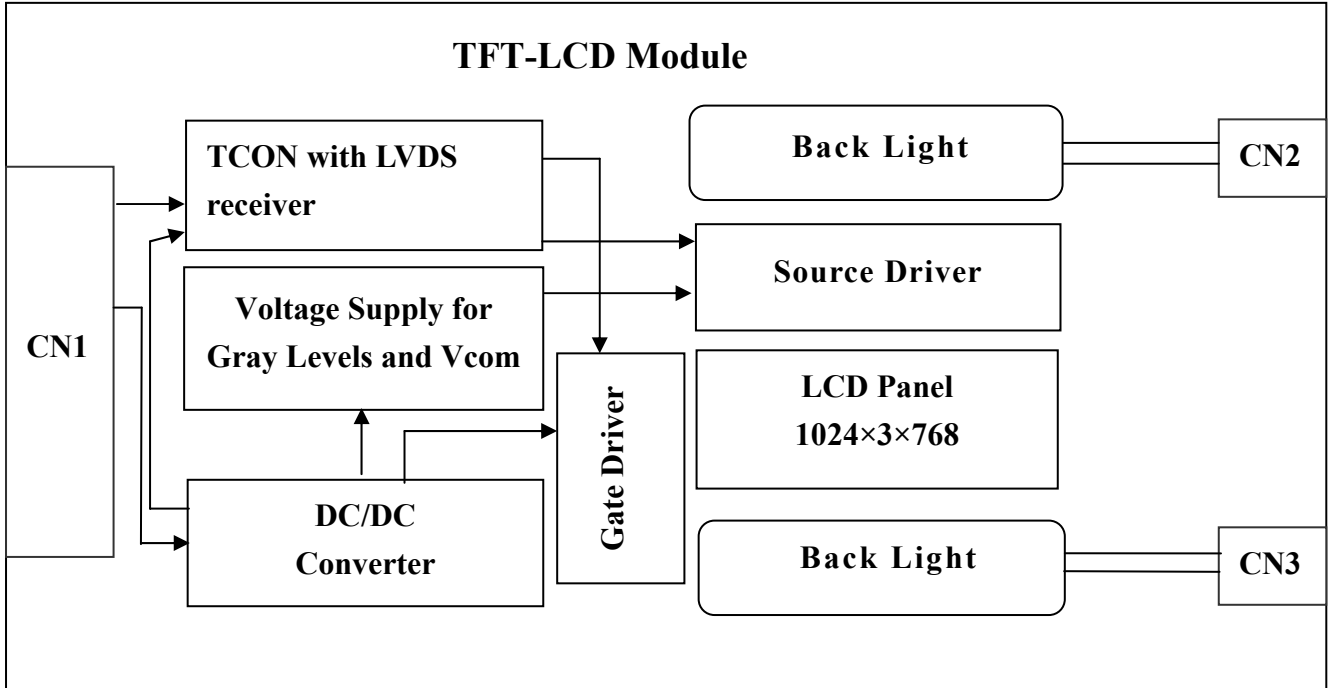 TFT-LCD Module
TCON with LVDS
receiver
Back Light
CN2
Source Driver
Voltage Supply for
Gray Levels and Vcom
CN1
Gate Driver
LCD Panel
1024×3×768
DC/DC
Converter
Back Light
CN3